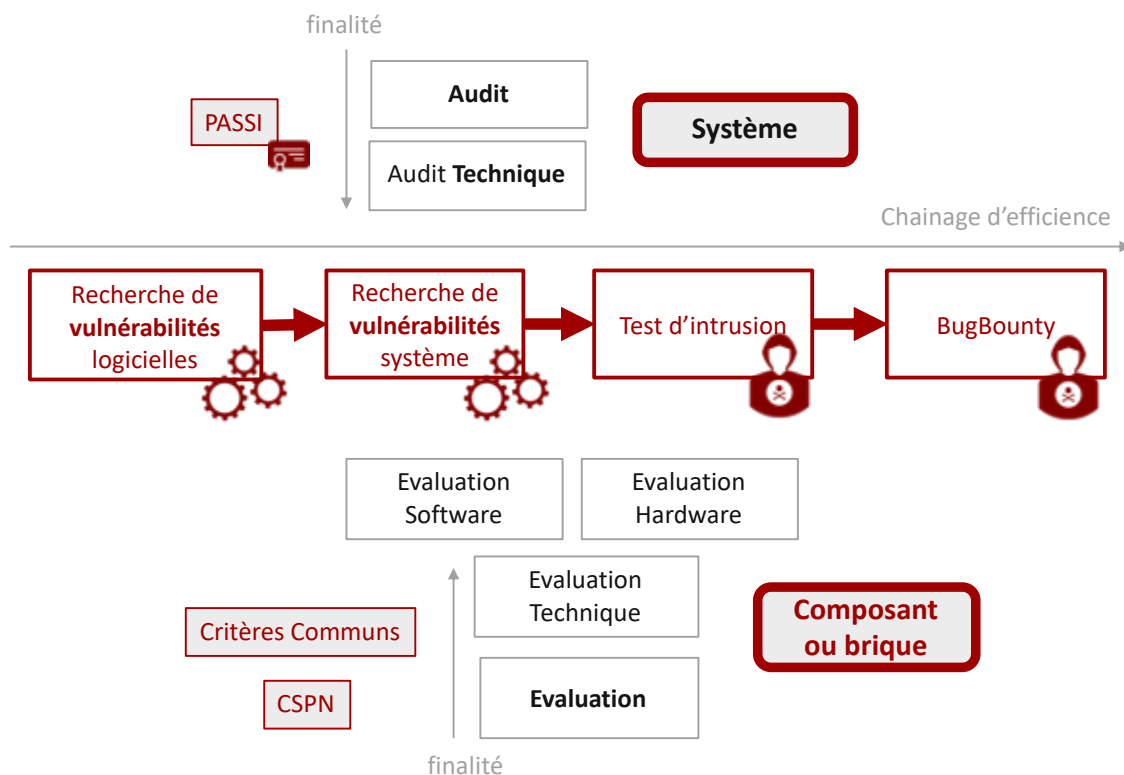 finalité
Audit
PASSI
Système
Audit Technique
Chainage d’efficience
Recherche de
vulnérabilités
logicielles
Recherche de
vulnérabilités
système
Test d’intrusion
BugBounty
Evaluation
Software
Evaluation
Hardware
Evaluation
Technique
Critères Communs
Composant
ou brique
CSPN
Evaluation
finalité